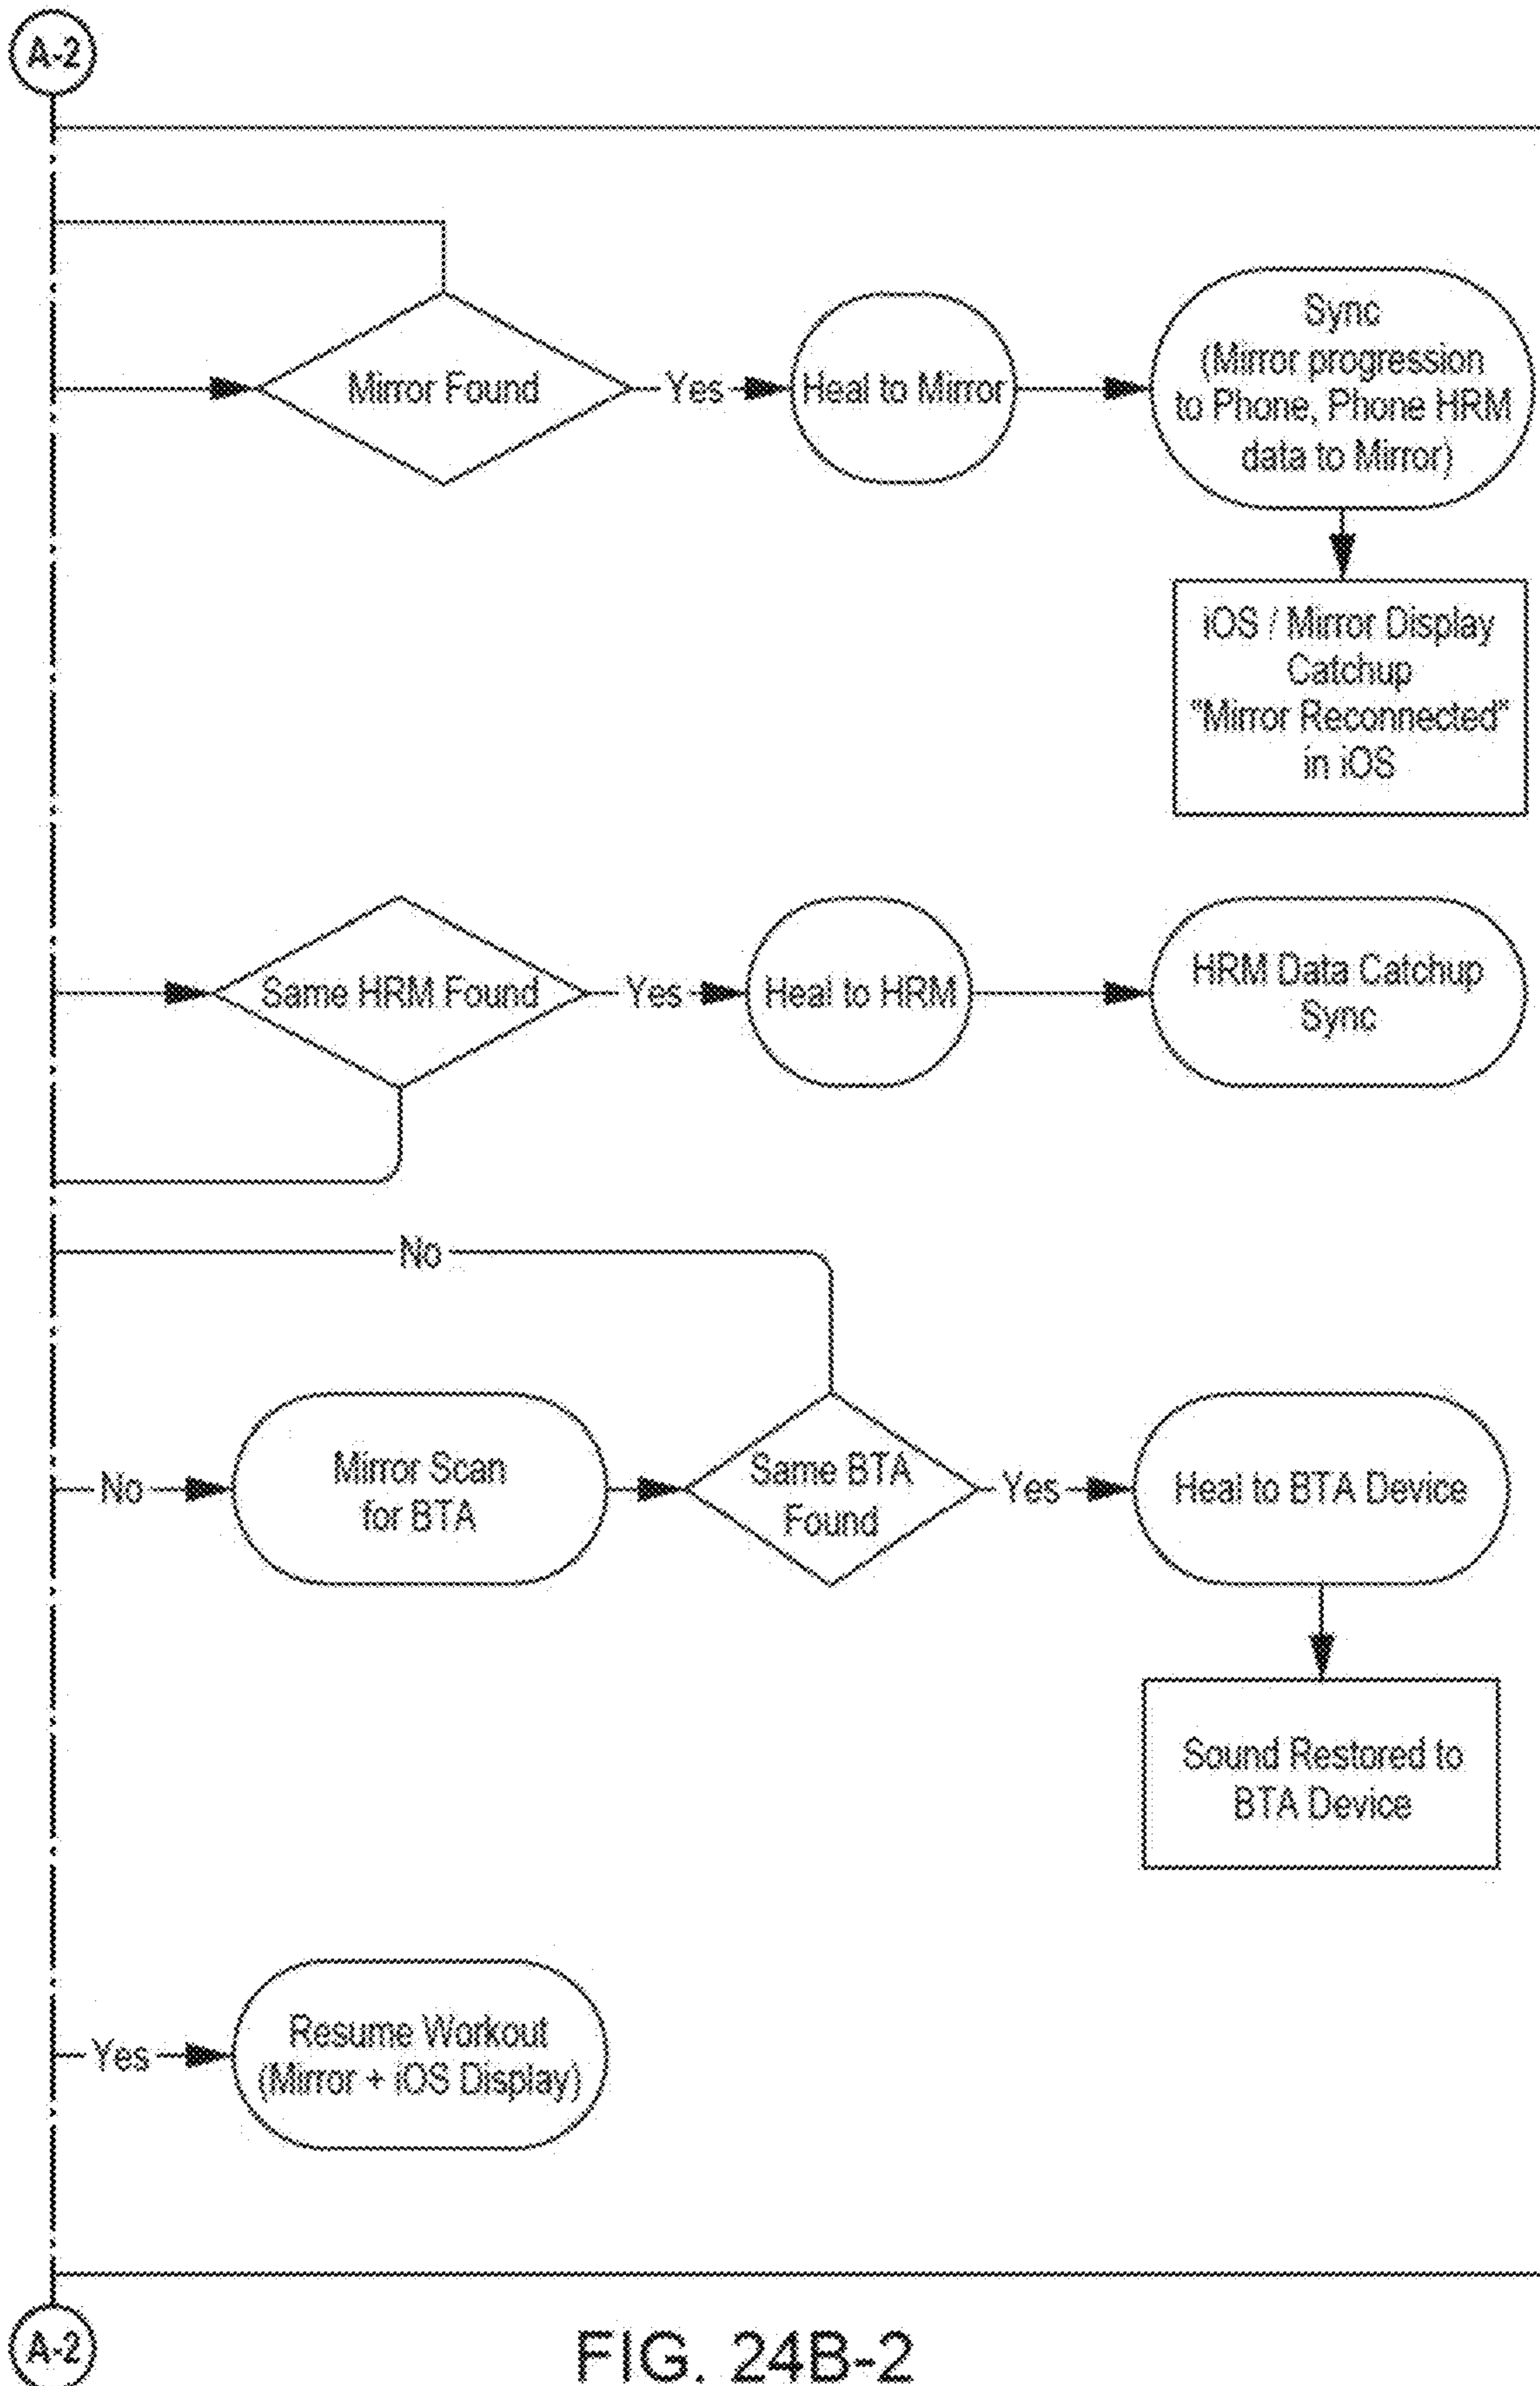 A-2
Mirror Found
Yes
Heal to Mirror
Sync
(Mirror progression
to Phone, Phone HRM
data to Mirror)
iOS / Mirror Display
Catchup
"Mirror Reconnected"
in iOS
Same HRM Found
Yes
Heal to HRM
HRM Data Catchup
Sync
No
No
Mirror Scan
for BTA
Same BTA
Found
Yes
Heal to BTA Device
Sound Restored to
BTA Device
Yes
Resume Workout
(Mirror + iOS Display)
A-2
FIG. 24B-2